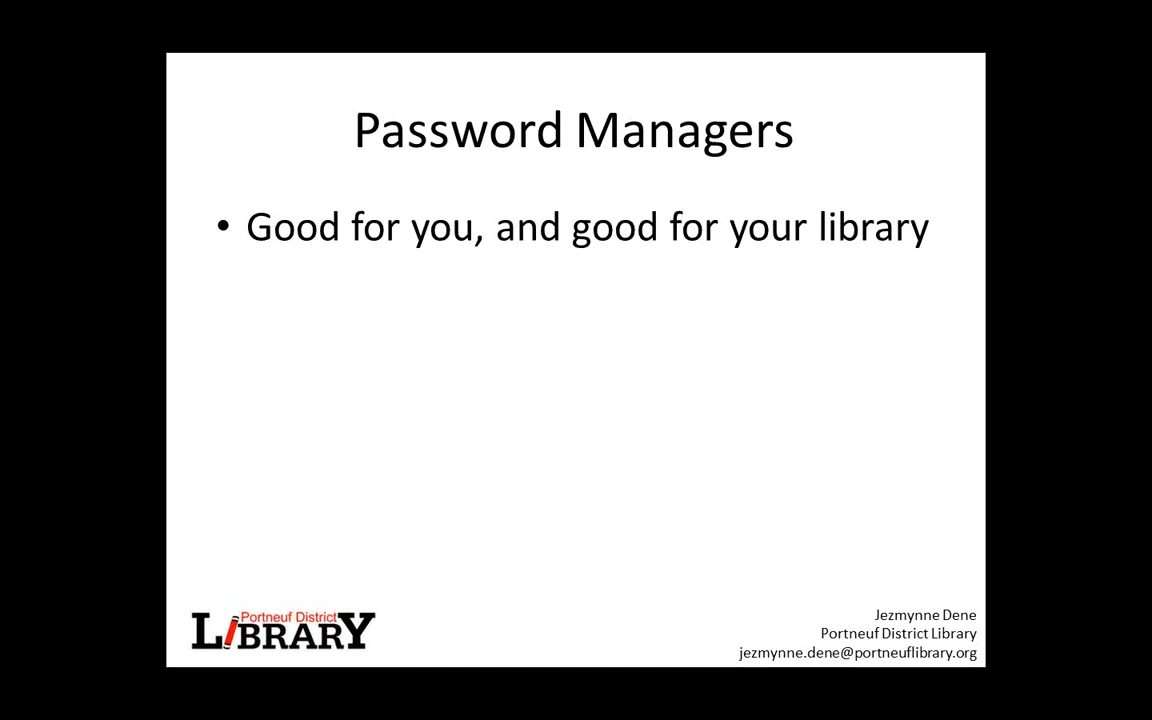 Password Managers
• Good for you, and good for your library
Portneuf District
LIBRARY
Jezmynne Dene
Portneuf District Library
jezmynne.dene@portneuflibrary.org